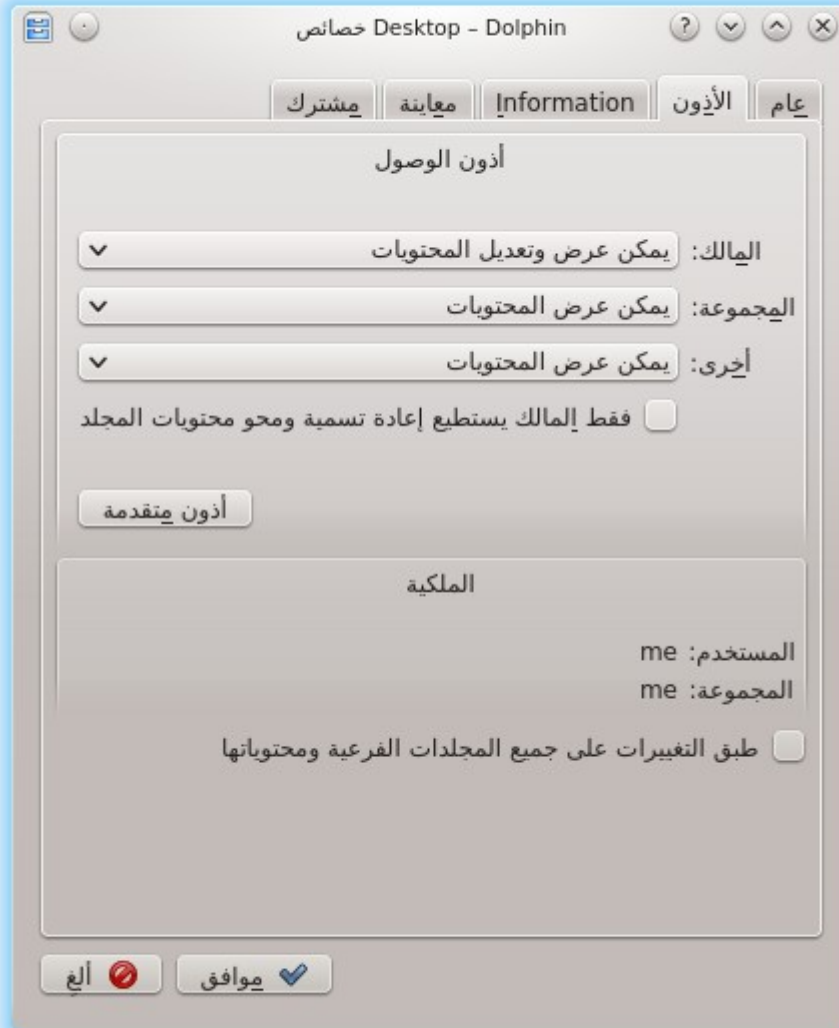 خصائص Desktop – Dolphin
عام
الأذون
Information
معاينة
مشترك
أذون الوصول
المالك: يمكن عرض وتعديل المحتويات
المجموعة: يمكن عرض المحتويات
أخرى: يمكن عرض المحتويات
فقط المالك يستطيع إعادة تسمية ومحو محتويات المجلد
أذون متقدمة
الملكية
المستخدم: me
المجموعة: me
طبق التغييرات على جميع المجلدات الفرعية ومحتوياتها
موافق
ألغِ